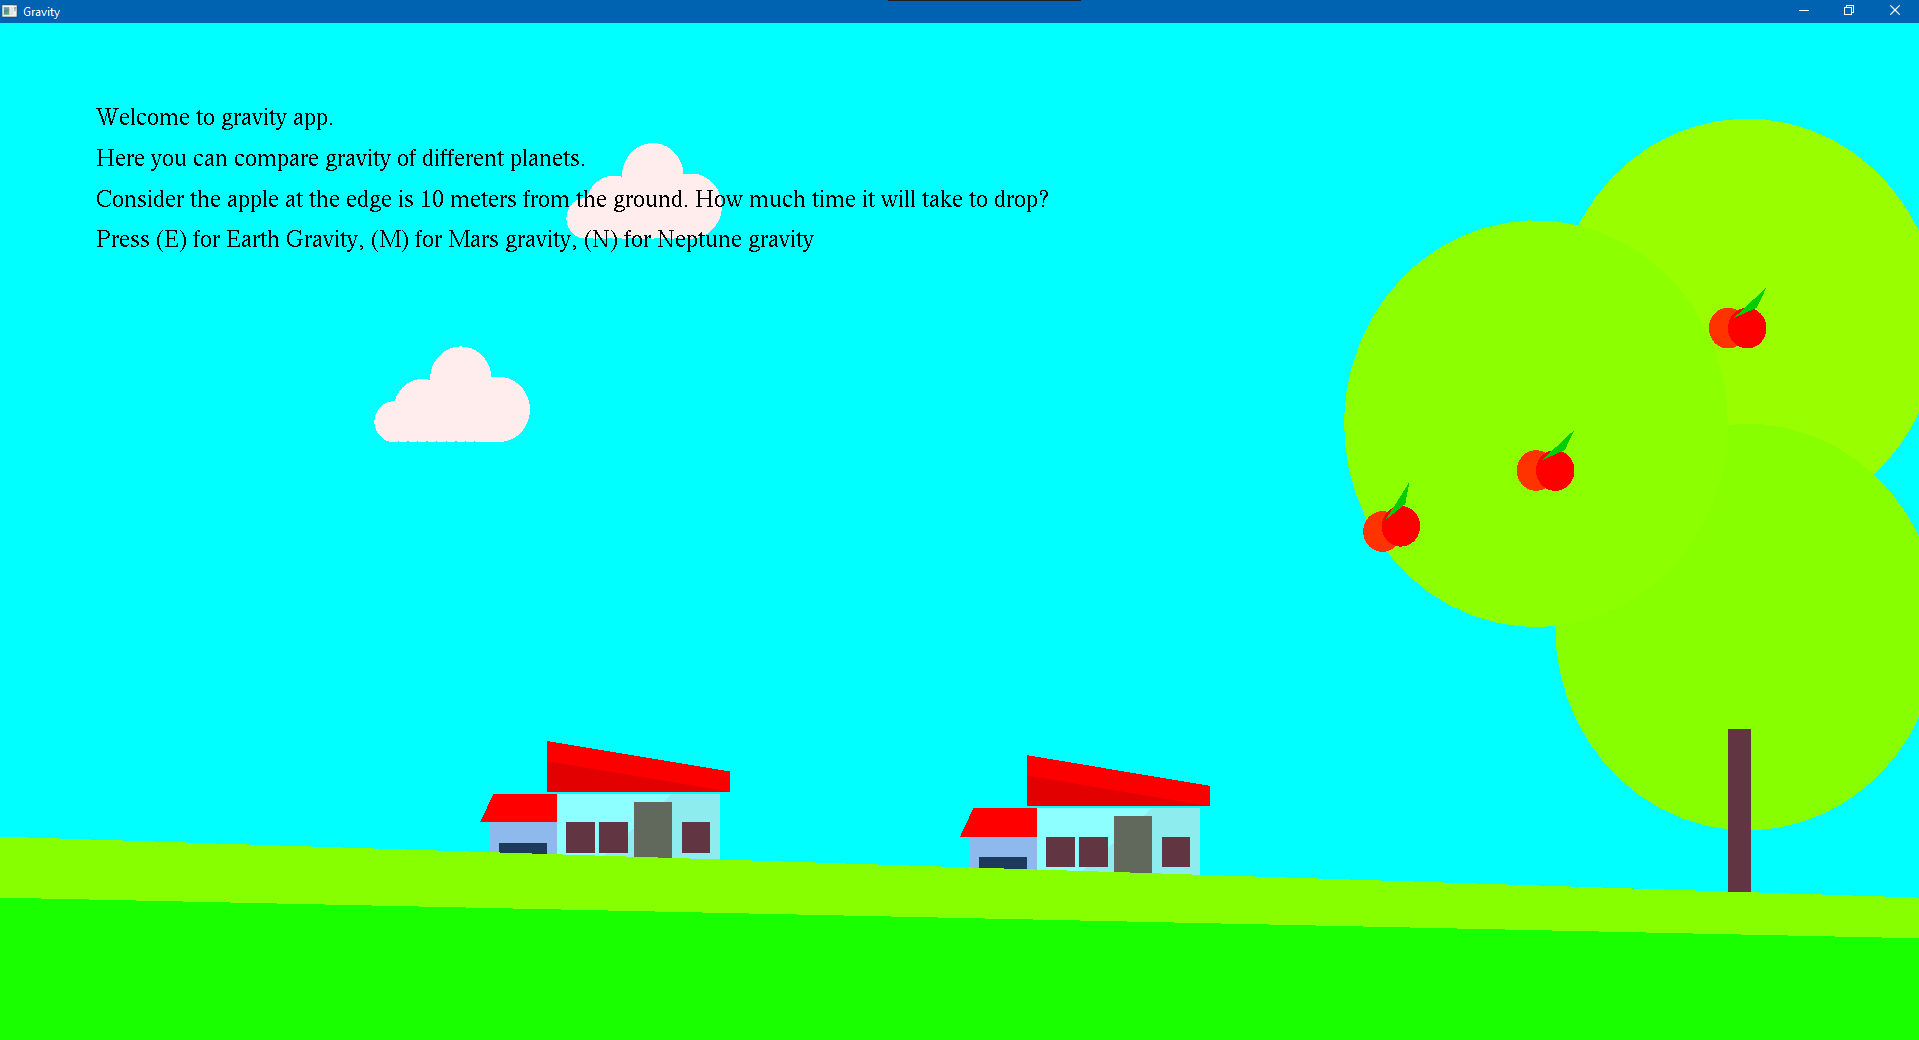 Gravity
Welcome to gravity app.
Here you can compare gravity of different planets.
Consider the apple at the edge is 10 meters from the ground. How much time it will take to drop?
Press (E) for Earth Gravity, (M) for Mars gravity, (N) for Neptune gravity